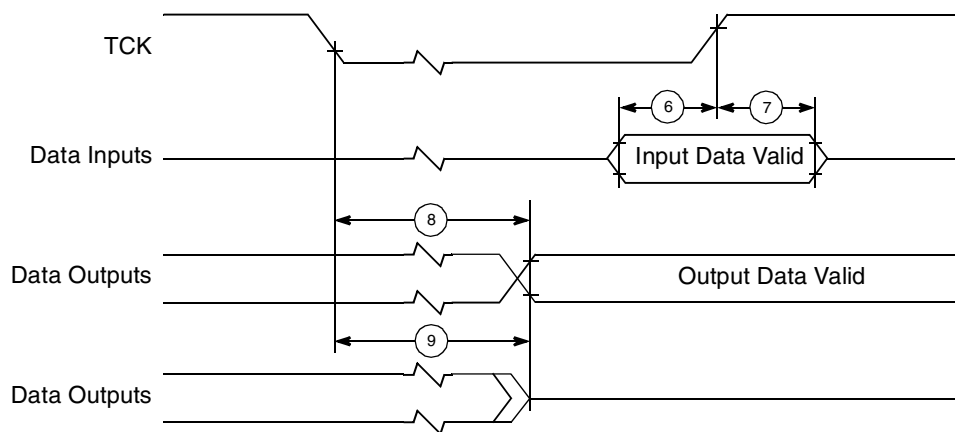 TCK
6
7
Data Inputs
Input Data Valid
8
Data Outputs
Output Data Valid
9
Data Outputs